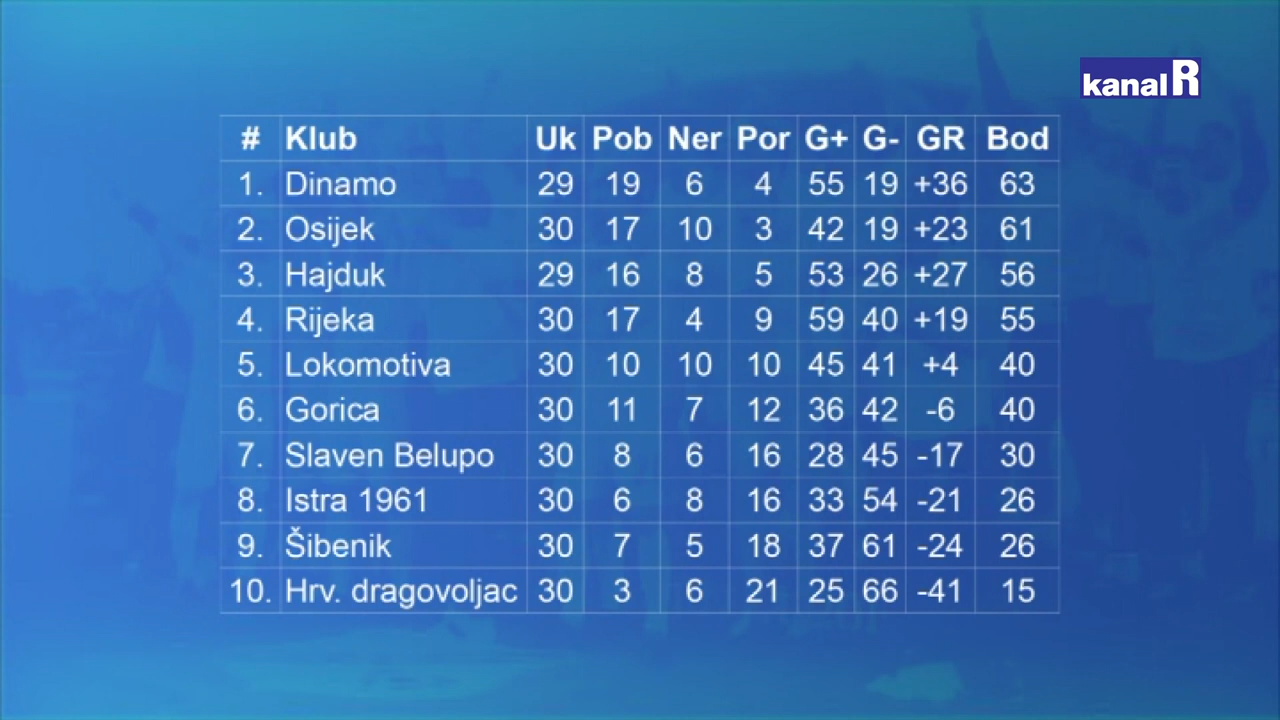 kanal R
# Klub Uk Pob Ner Por G+ G- GR Bod
1. Dinamo 29 19 6 4 55 19 +36 63
2. Osijek 30 17 10 3 42 19 +23 61
3. Hajduk 29 16 8 5 53 26 +27 56
4. Rijeka 30 17 4 9 59 40 +19 55
5. Lokomotiva 30 10 10 10 45 41 +4 40
6. Gorica 30 11 7 12 36 42 -6 40
7. Slaven Belupo 30 8 6 16 28 45 -17 30
8. Istra 1961 30 6 8 16 33 54 -21 26
9. Šibenik 30 7 5 18 37 61 -24 26
10. Hrv. dragovoljac 30 3 6 21 25 66 -41 15